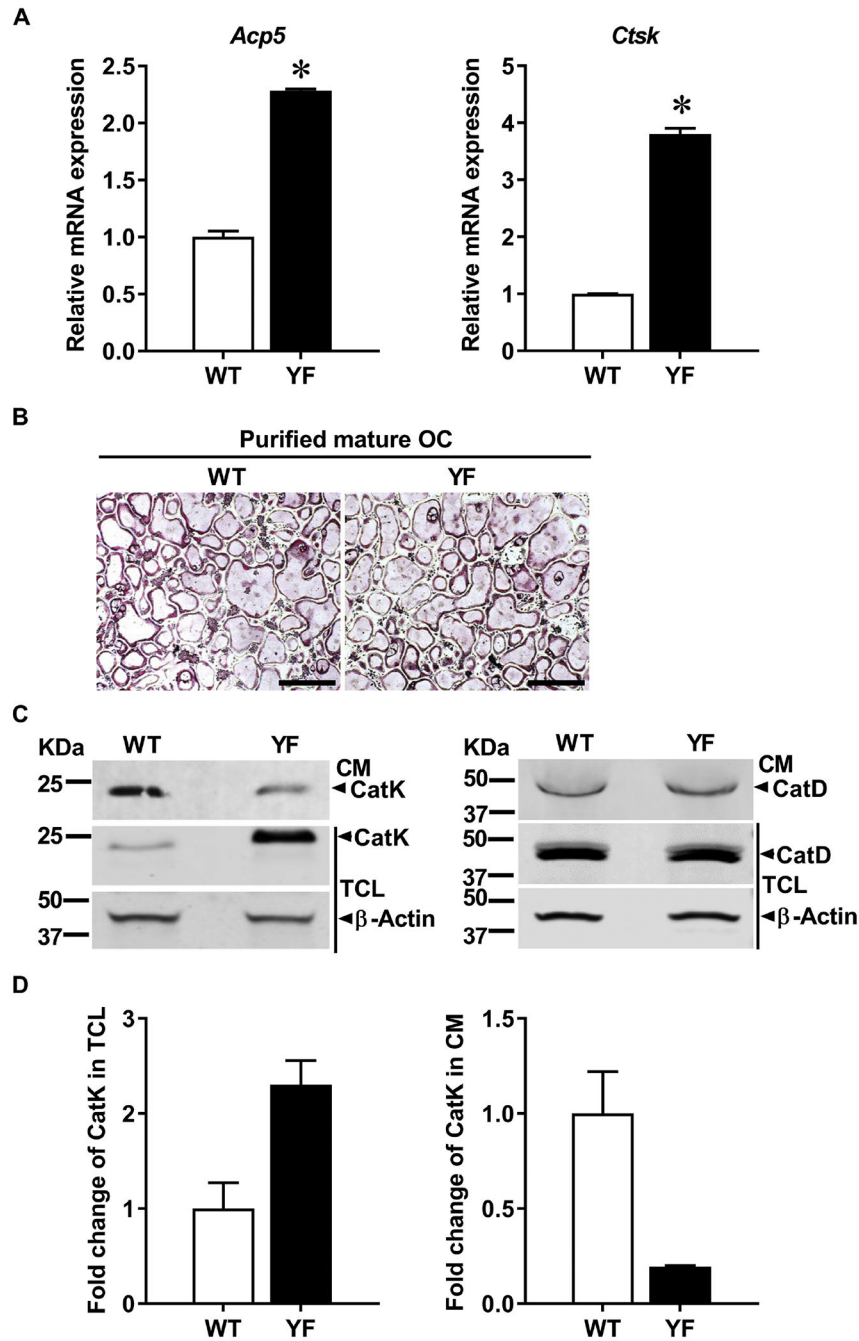 A
Acp5
Relative mRNA expression
2.5
2.0
1.5
1.0
0.5
0.0
*
WT YF
Ctsk
Relative mRNA expression
5
4
3
2
1
0
*
WT YF
B
Purified mature OC
WT YF
C
KDa WT YF
CM
25
CatK
25
CatK
TCL
50
37
β-Actin
KDa WT YF
CM
50
CatD
37
50
CatD
37
TCL
50
β-Actin
37
D
Fold change of CatK in TCL
3
2
1
0
WT YF
Fold change of CatK in CM
1.5
1.0
0.5
0.0
WT YF